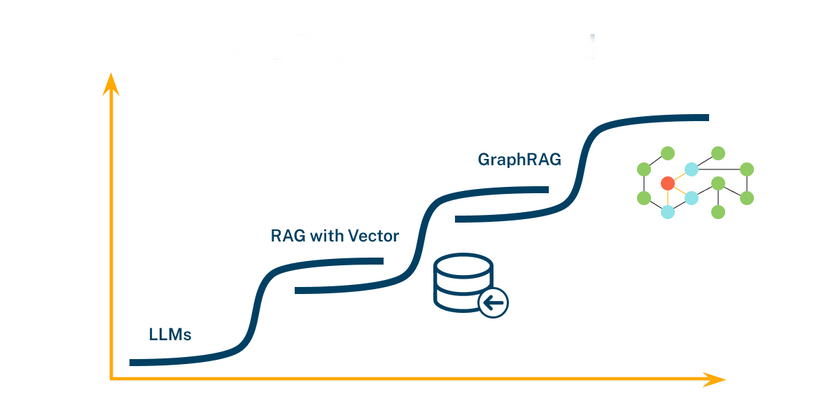 GraphRAG
RAG with Vector
LLMs